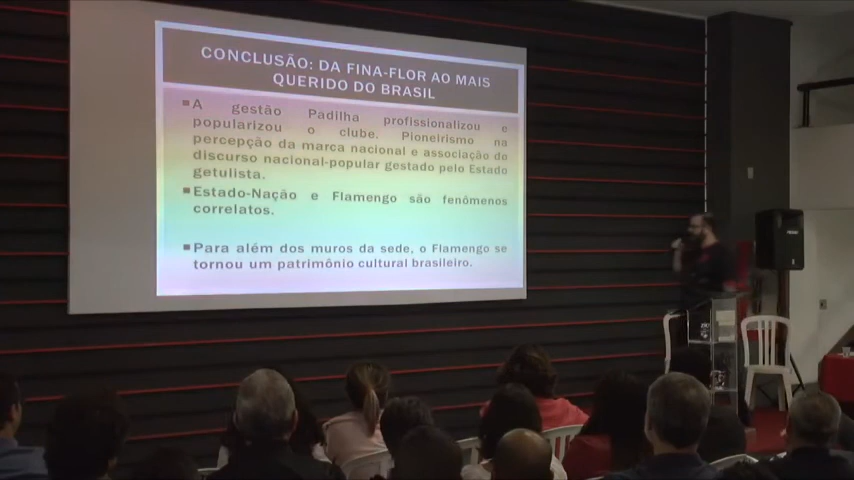 CONCLUSÃO: DA FINA-FLOR AO MAIS
QUERIDO DO BRASIL
▪A gestão Padilha profissionalizou e
popularizou o clube. Pioneirismo na
percepção da marca nacional e associação do
discurso nacional-popular gestado pelo Estado
getulista.
▪Estado-Nação e Flamengo são fenômenos
correlatos.
▪Para além dos muros da sede, o Flamengo se
tornou um patrimônio cultural brasileiro.